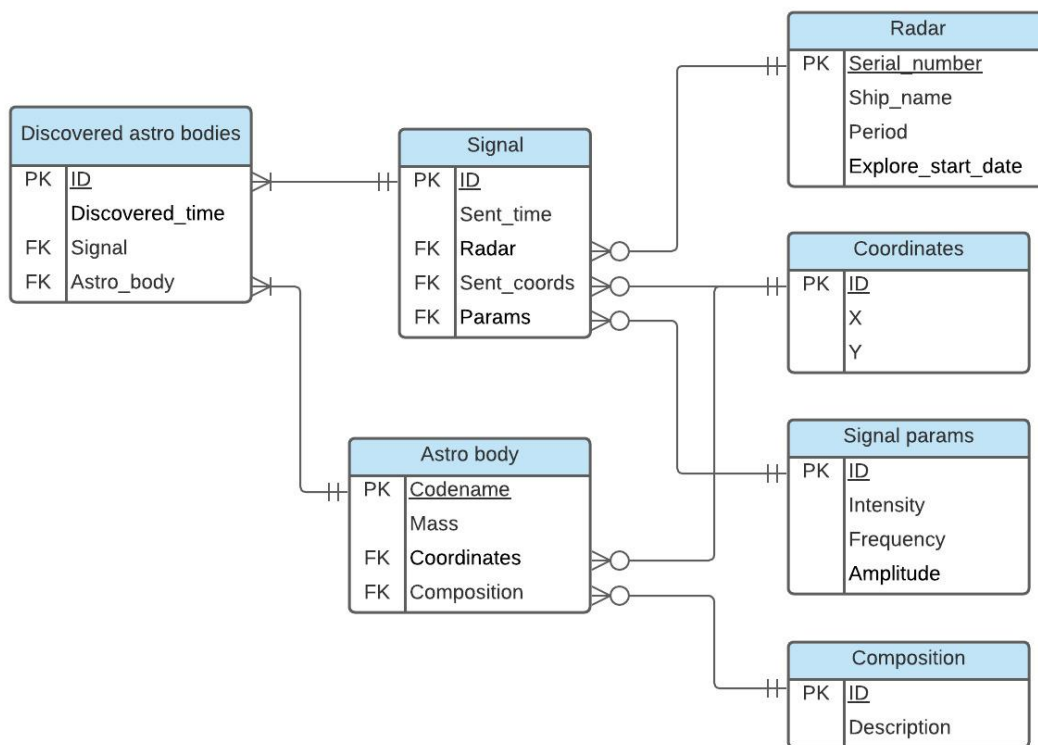 Discovered astro bodies
PK ID
Discovered_time
FK Signal
FK Astro_body
Signal
PK ID
Sent_time
FK Radar
FK Sent_coords
FK Params
Astro body
PK Codename
Mass
FK Coordinates
FK Composition
Radar
PK Serial_number
Ship_name
Period
Explore_start_date
Coordinates
PK ID
X
Y
Signal params
PK ID
Intensity
Frequency
Amplitude
Composition
PK ID
Description